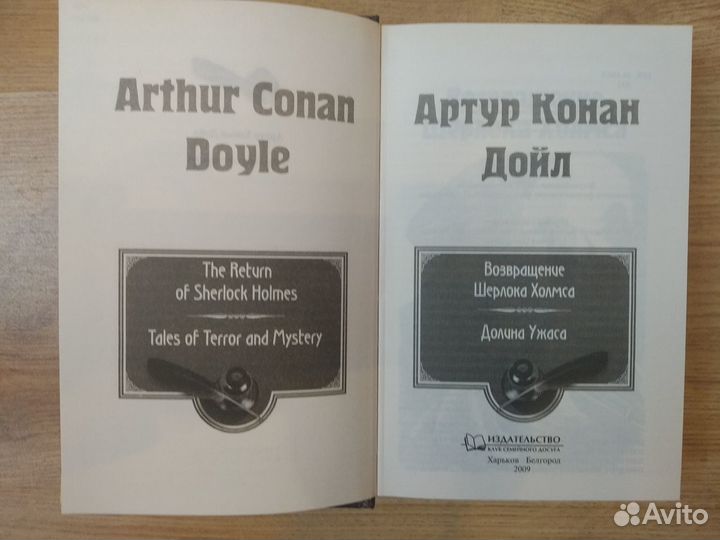 Arthur Conan
Doyle
The Return
of Sherlock Holmes
Tales of Terror and Mystery
Артур Конан
Дойл
Возвращение
Шерлока Холмса
Долина Ужаса
ИЗДАТЕЛЬСТВО
КЛУБ СЕМЕЙНОГО ДОСУГА
Харьков Белгород
2009
Avito